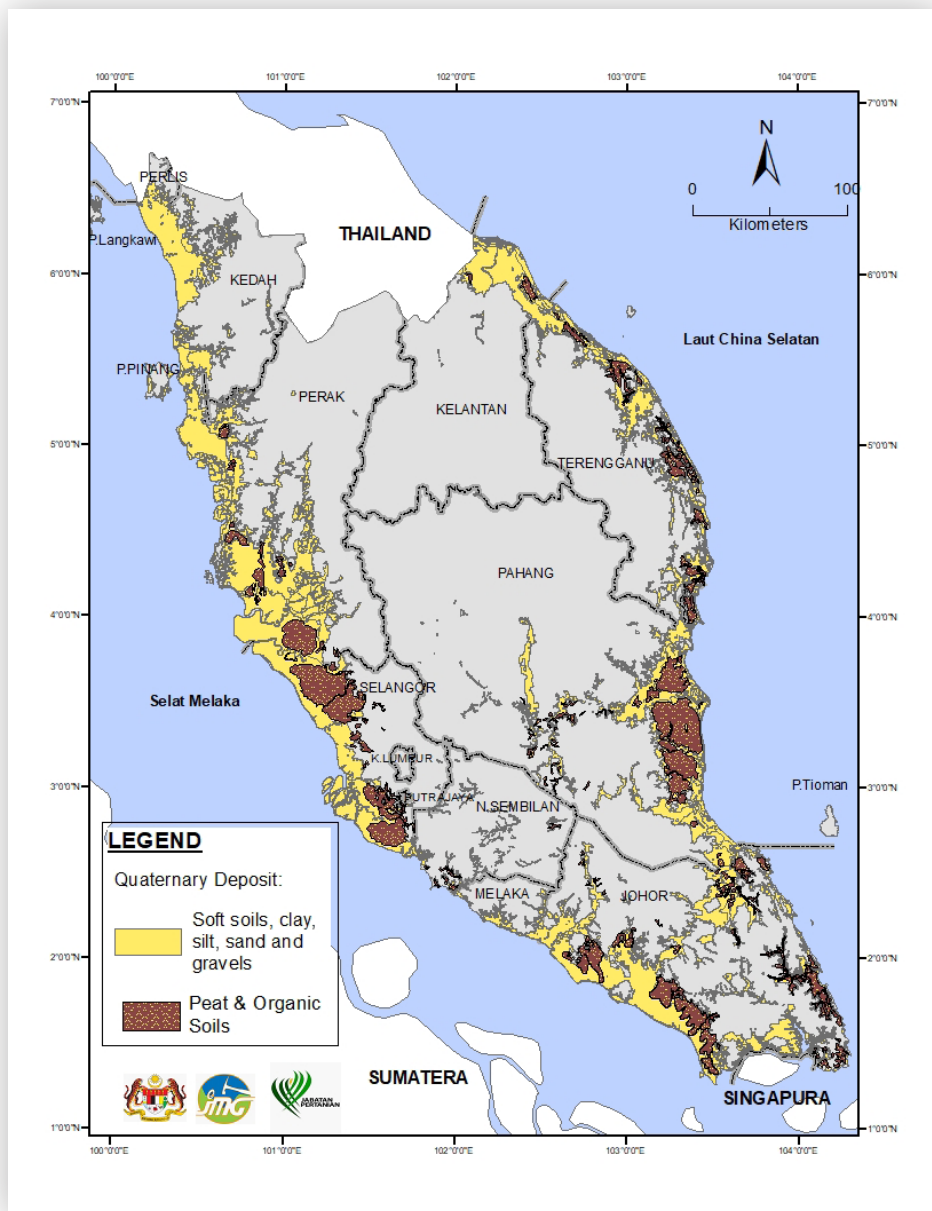 100°0'0"E 101°0'0"E 102°0'0"E 103°0'0"E 104°0'0"E
7°0'0"N 7°0'0"N
N
PERLIS
0 100
Kilometers
THAILAND
P.Langkawi
KEDAH
6°0'0"N 6°0'0"N
Laut China Selatan
P.PINANG
PERAK
KELANTAN
5°0'0"N 5°0'0"N
TERENGGANU
PAHANG
4°0'0"N 4°0'0"N
SELANGOR
Selat Melaka
K.LUMPUR
3°0'0"N 3°0'0"N
PUTRAJAYA
N.SEMBILAN
P.Tioman
LEGEND
Quaternary Deposit:
Soft soils, clay,
silt, sand and
gravels
Peat & Organic
Soils
MELAKA
JOHOR
2°0'0"N 2°0'0"N
JMG
JABATAN
PERTANIAN
SUMATERA
SINGAPURA
1°0'0"N 1°0'0"N
100°0'0"E 101°0'0"E 102°0'0"E 103°0'0"E 104°0'0"E